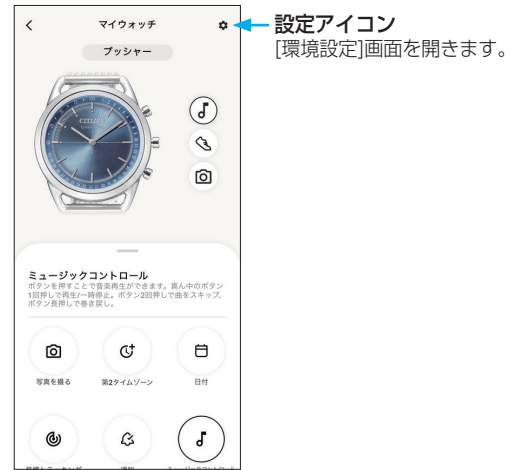 マイウォッチ
設定アイコン
[環境設定]画面を開きます。
プッシャー
CITIZEN
ミュージックコントロール
ボタンを押すことで音楽再生ができます。真ん中のボタン
1回押しで再生/一時停止。ボタン2回押しで曲をスキップ、
ボタン長押しで巻き戻し。
写真を撮る
第2タイムゾーン
日付